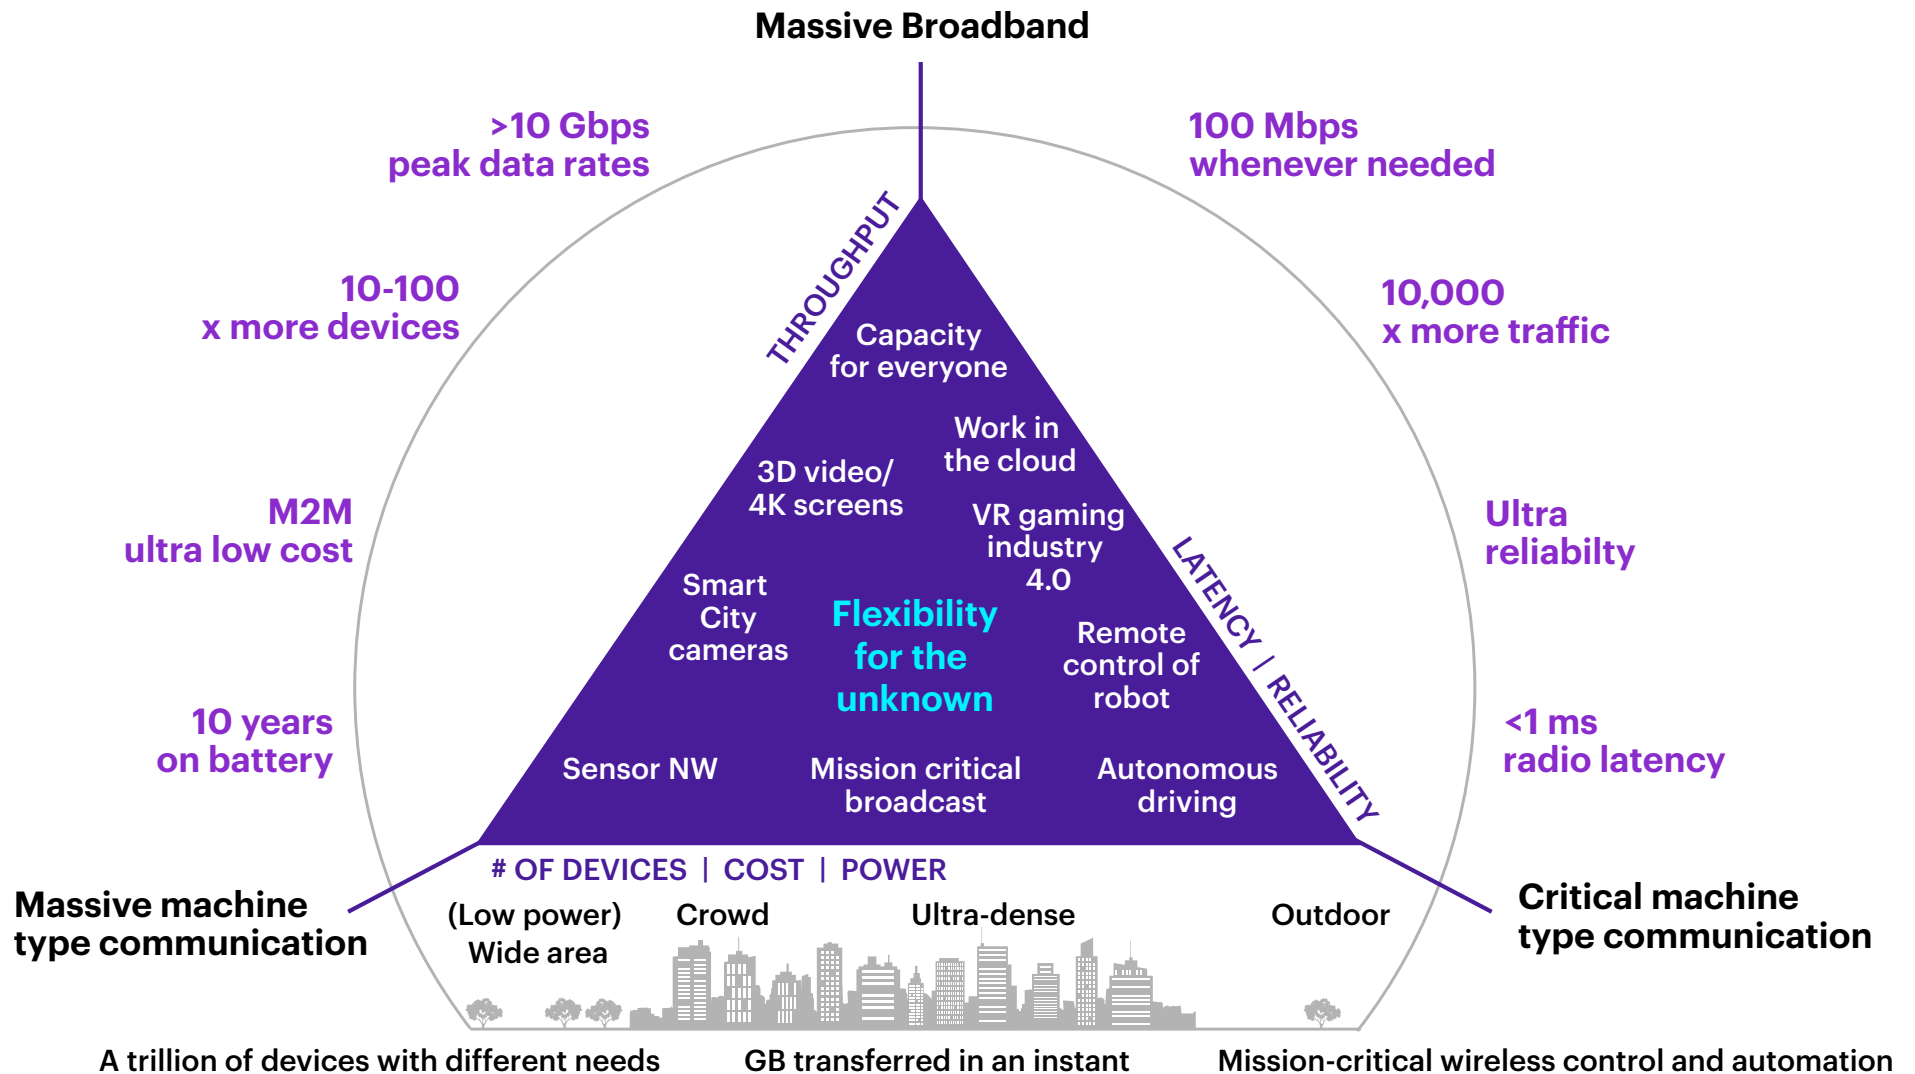 Massive Broadband
>10 Gbps
peak data rates
100 Mbps
whenever needed
10-100
x more devices
10,000
x more traffic
M2M
ultra low cost
Ultra
reliabilty
10 years
on battery
<1 ms
radio latency
THROUGHPUT
LATENCY | RELIABILITY
Capacity
for everyone
Work in
the cloud
3D video/
4K screens
VR gaming
industry
4.0
Smart
City
cameras
Flexibility
for the
unknown
Remote
control of
robot
Sensor NW
Mission critical
broadcast
Autonomous
driving
# OF DEVICES | COST | POWER
Massive machine
type communication
Critical machine
type communication
(Low power)
Wide area
Crowd
Ultra-dense
Outdoor
A trillion of devices with different needs
GB transferred in an instant
Mission-critical wireless control and automation